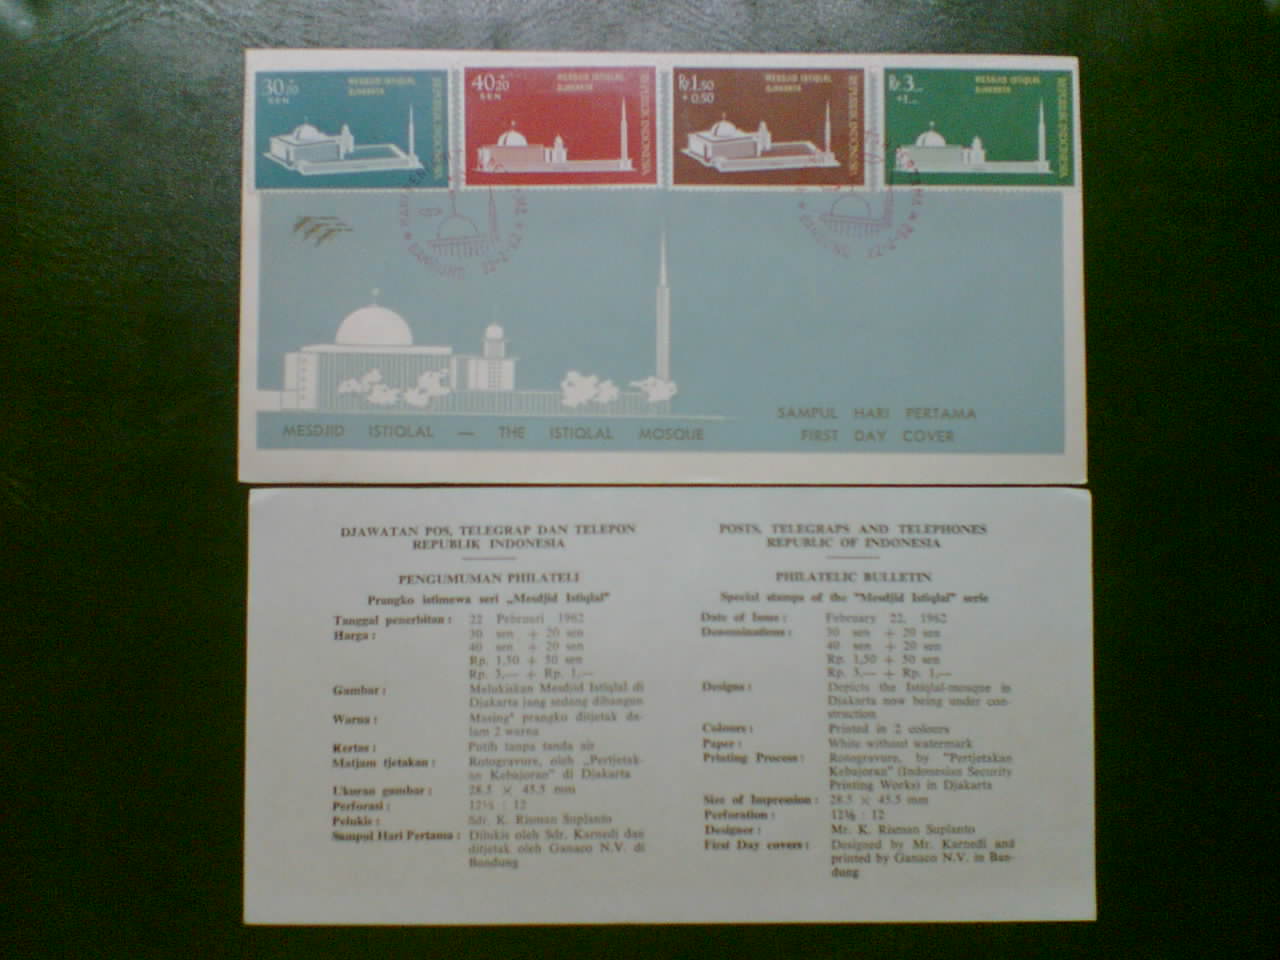 30+20
SEN
MESDJID ISTIQLAL
DJAKARTA
REPUBLIK INDONESIA
40+20
SEN
MESDJID ISTIQLAL
DJAKARTA
REPUBLIK INDONESIA
Rp.1,50
+ 0,50
MESDJID ISTIQLAL
DJAKARTA
REPUBLIK INDONESIA
Rp.3,-
+1,-
MESDJID ISTIQLAL
DJAKARTA
REPUBLIK INDONESIA
BANDUNG 22-2-62
BANDUNG 22-2-62
MESDJID ISTIQLAL — THE ISTIQLAL MOSQUE
SAMPUL HARI PERTAMA
FIRST DAY COVER
DJAWATAN POS, TELEGRAP DAN TELEPON
REPUBLIK INDONESIA
PENGUMUMAN PHILATELI
Prangko istimewa seri „Mesdjid Istiqlal"
Tanggal penerbitan : 22 Pebruari 1962
Harga : 30 sen + 20 sen
40 sen + 20 sen
Rp. 1,50 + 50 sen
Rp. 3,— + Rp. 1,—
Gambar : Melukiskan Mesdjid Istiqlal di
Djakarta jang sedang dibangun
Warna : Masing² prangko ditjetak da-
lam 2 warna
Kertas : Putih tanpa tanda air
Matjam tjetakan : Rotogravure, oleh „Pertjetak-
an Kebajoran" di Djakarta
Ukuran gambar : 28.5 × 45.5 mm
Perforasi : 12½ : 12
Pelukis : Sdr. K. Risman Suplanto
Sampul Hari Pertama : Dilukis oleh Sdr. Karnedi dan
ditjetak oleh Ganaco N.V. di
Bandung
POSTS, TELEGRAPS AND TELEPHONES
REPUBLIC OF INDONESIA
PHILATELIC BULLETIN
Special stamps of the "Mesdjid Istiqlal" serie
Date of Issue : February 22, 1962
Denominations : 30 sen + 20 sen
40 sen + 20 sen
Rp. 1,50 + 50 sen
Rp. 3,— + Rp. 1,—
Designs : Depicts the Istiqlal-mosque in
Djakarta now being under con-
struction
Colours : Printed in 2 colours
Paper : White without watermark
Printing Process : Rotogravure, by "Pertjetakan
Kebajoran" (Indonesian Security
Printing Works) in Djakarta
Size of Impression : 28.5 × 45.5 mm
Perforation : 12½ : 12
Designer : Mr. K. Risman Suplanto
First Day covers : Designed by Mr. Karnedi and
printed by Ganaco N.V. in Ban-
dung